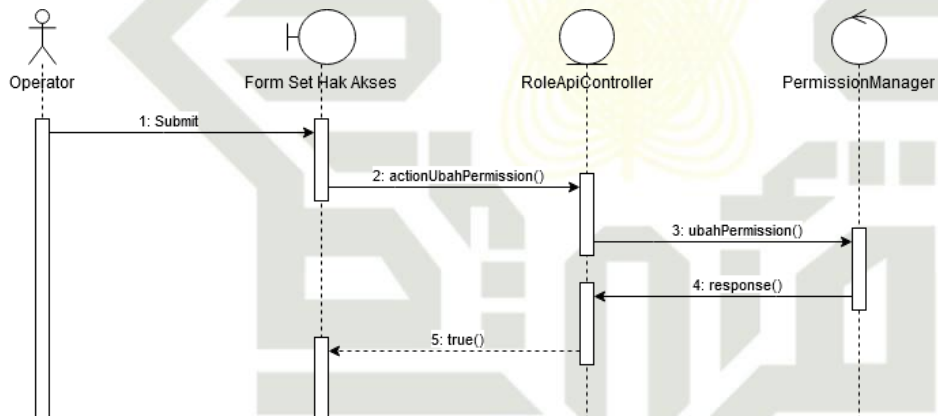 Operator
Form Set Hak Akses
RoleApiController
PermissionManager
1: Submit
2: actionUbahPermission()
3: ubahPermission()
4: response()
5: true()